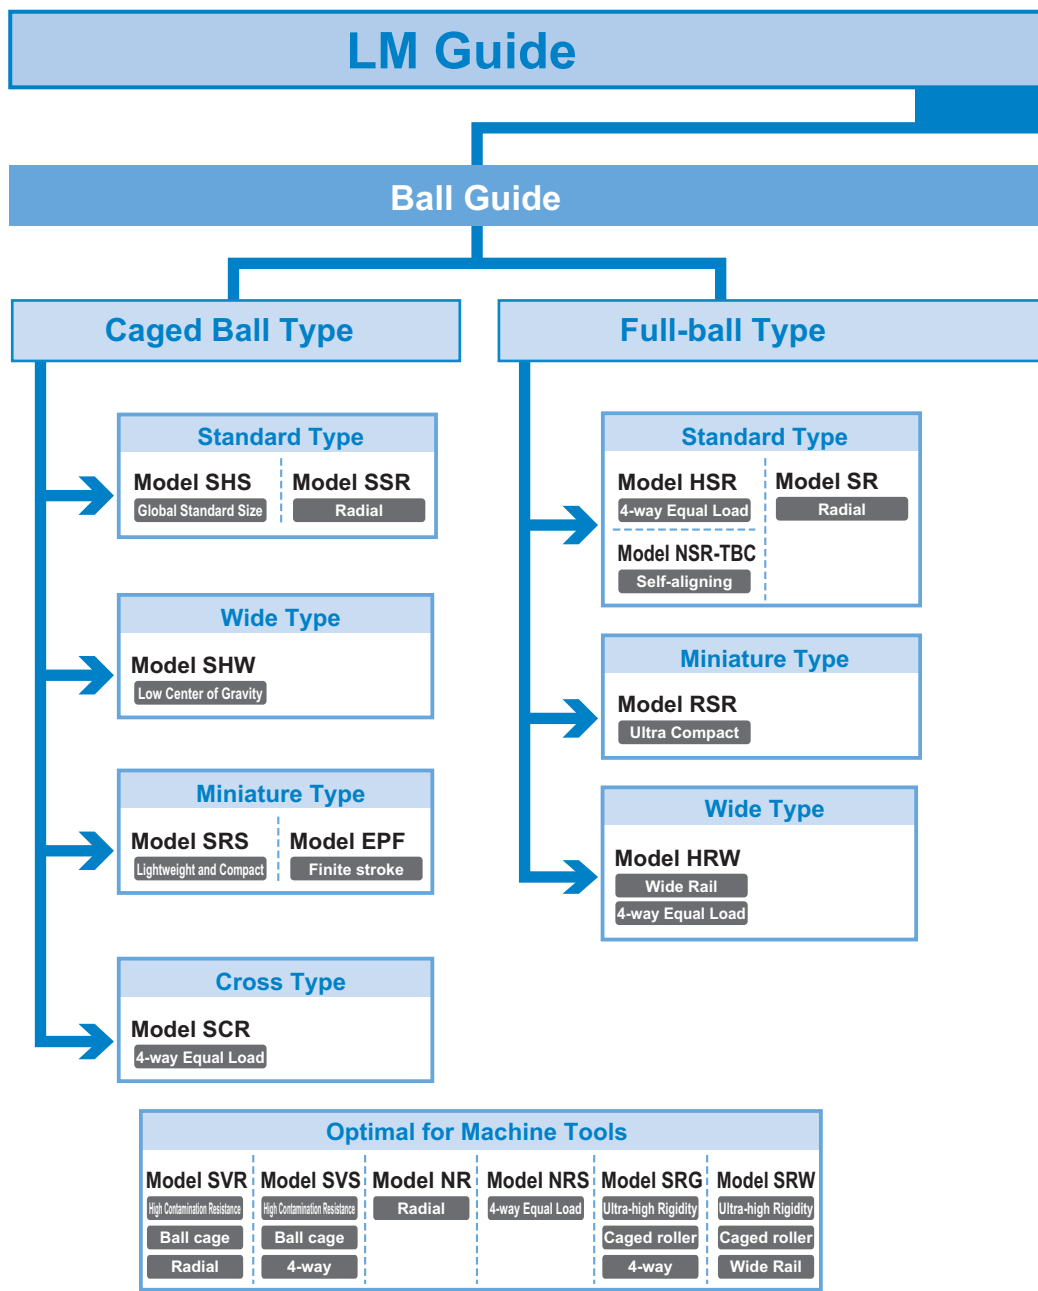 LM Guide
Ball Guide
Caged Ball Type
Full-ball Type
Standard Type
Model SHS
Global Standard Size
Model SSR
Radial
Wide Type
Model SHW
Low Center of Gravity
Miniature Type
Model SRS
Lightweight and Compact
Model EPF
Finite stroke
Cross Type
Model SCR
4-way Equal Load
Standard Type
Model HSR
4-way Equal Load
Model NSR-TBC
Self-aligning
Model SR
Radial
Miniature Type
Model RSR
Ultra Compact
Wide Type
Model HRW
Wide Rail
4-way Equal Load
Optimal for Machine Tools
Model SVR
High Contamination Resistance
Ball cage
Radial
Model SVS
High Contamination Resistance
Ball cage
4-way
Model NR
Radial
Model NRS
4-way Equal Load
Model SRG
Ultra-high Rigidity
Caged roller
4-way
Model SRW
Ultra-high Rigidity
Caged roller
Wide Rail